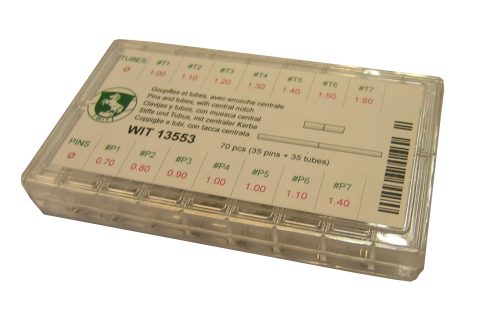 TUBES #T1 #T2 #T3 #T4 #T5 #T6 #T7
Ø 1.00 1.10 1.20 1.30 1.40 1.50 1.80
Goupilles et tubes, avec encoche centrale
Pins and tubes, with central notch
Clavijas y tubos, con muesca central
Stifte und Tubus, mit zentraler Kerbe
Coppiglie e tubi, con tacca centrata
WIT 13553
70 pcs (35 pins + 35 tubes)
PINS #P1 #P2 #P3 #P4 #P5 #P6 #P7
Ø 0.70 0.80 0.90 1.00 1.00 1.10 1.40